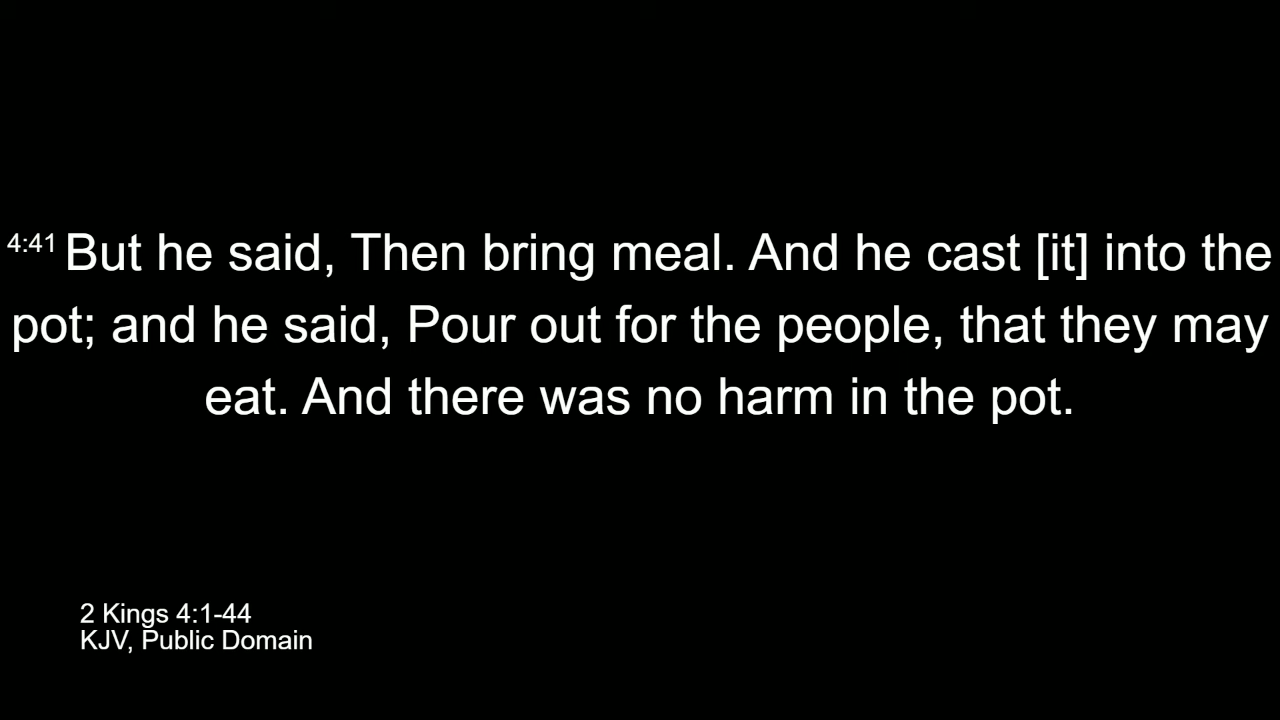 4:41 But he said, Then bring meal. And he cast [it] into the
pot; and he said, Pour out for the people, that they may
eat. And there was no harm in the pot.
2 Kings 4:1-44
KJV, Public Domain